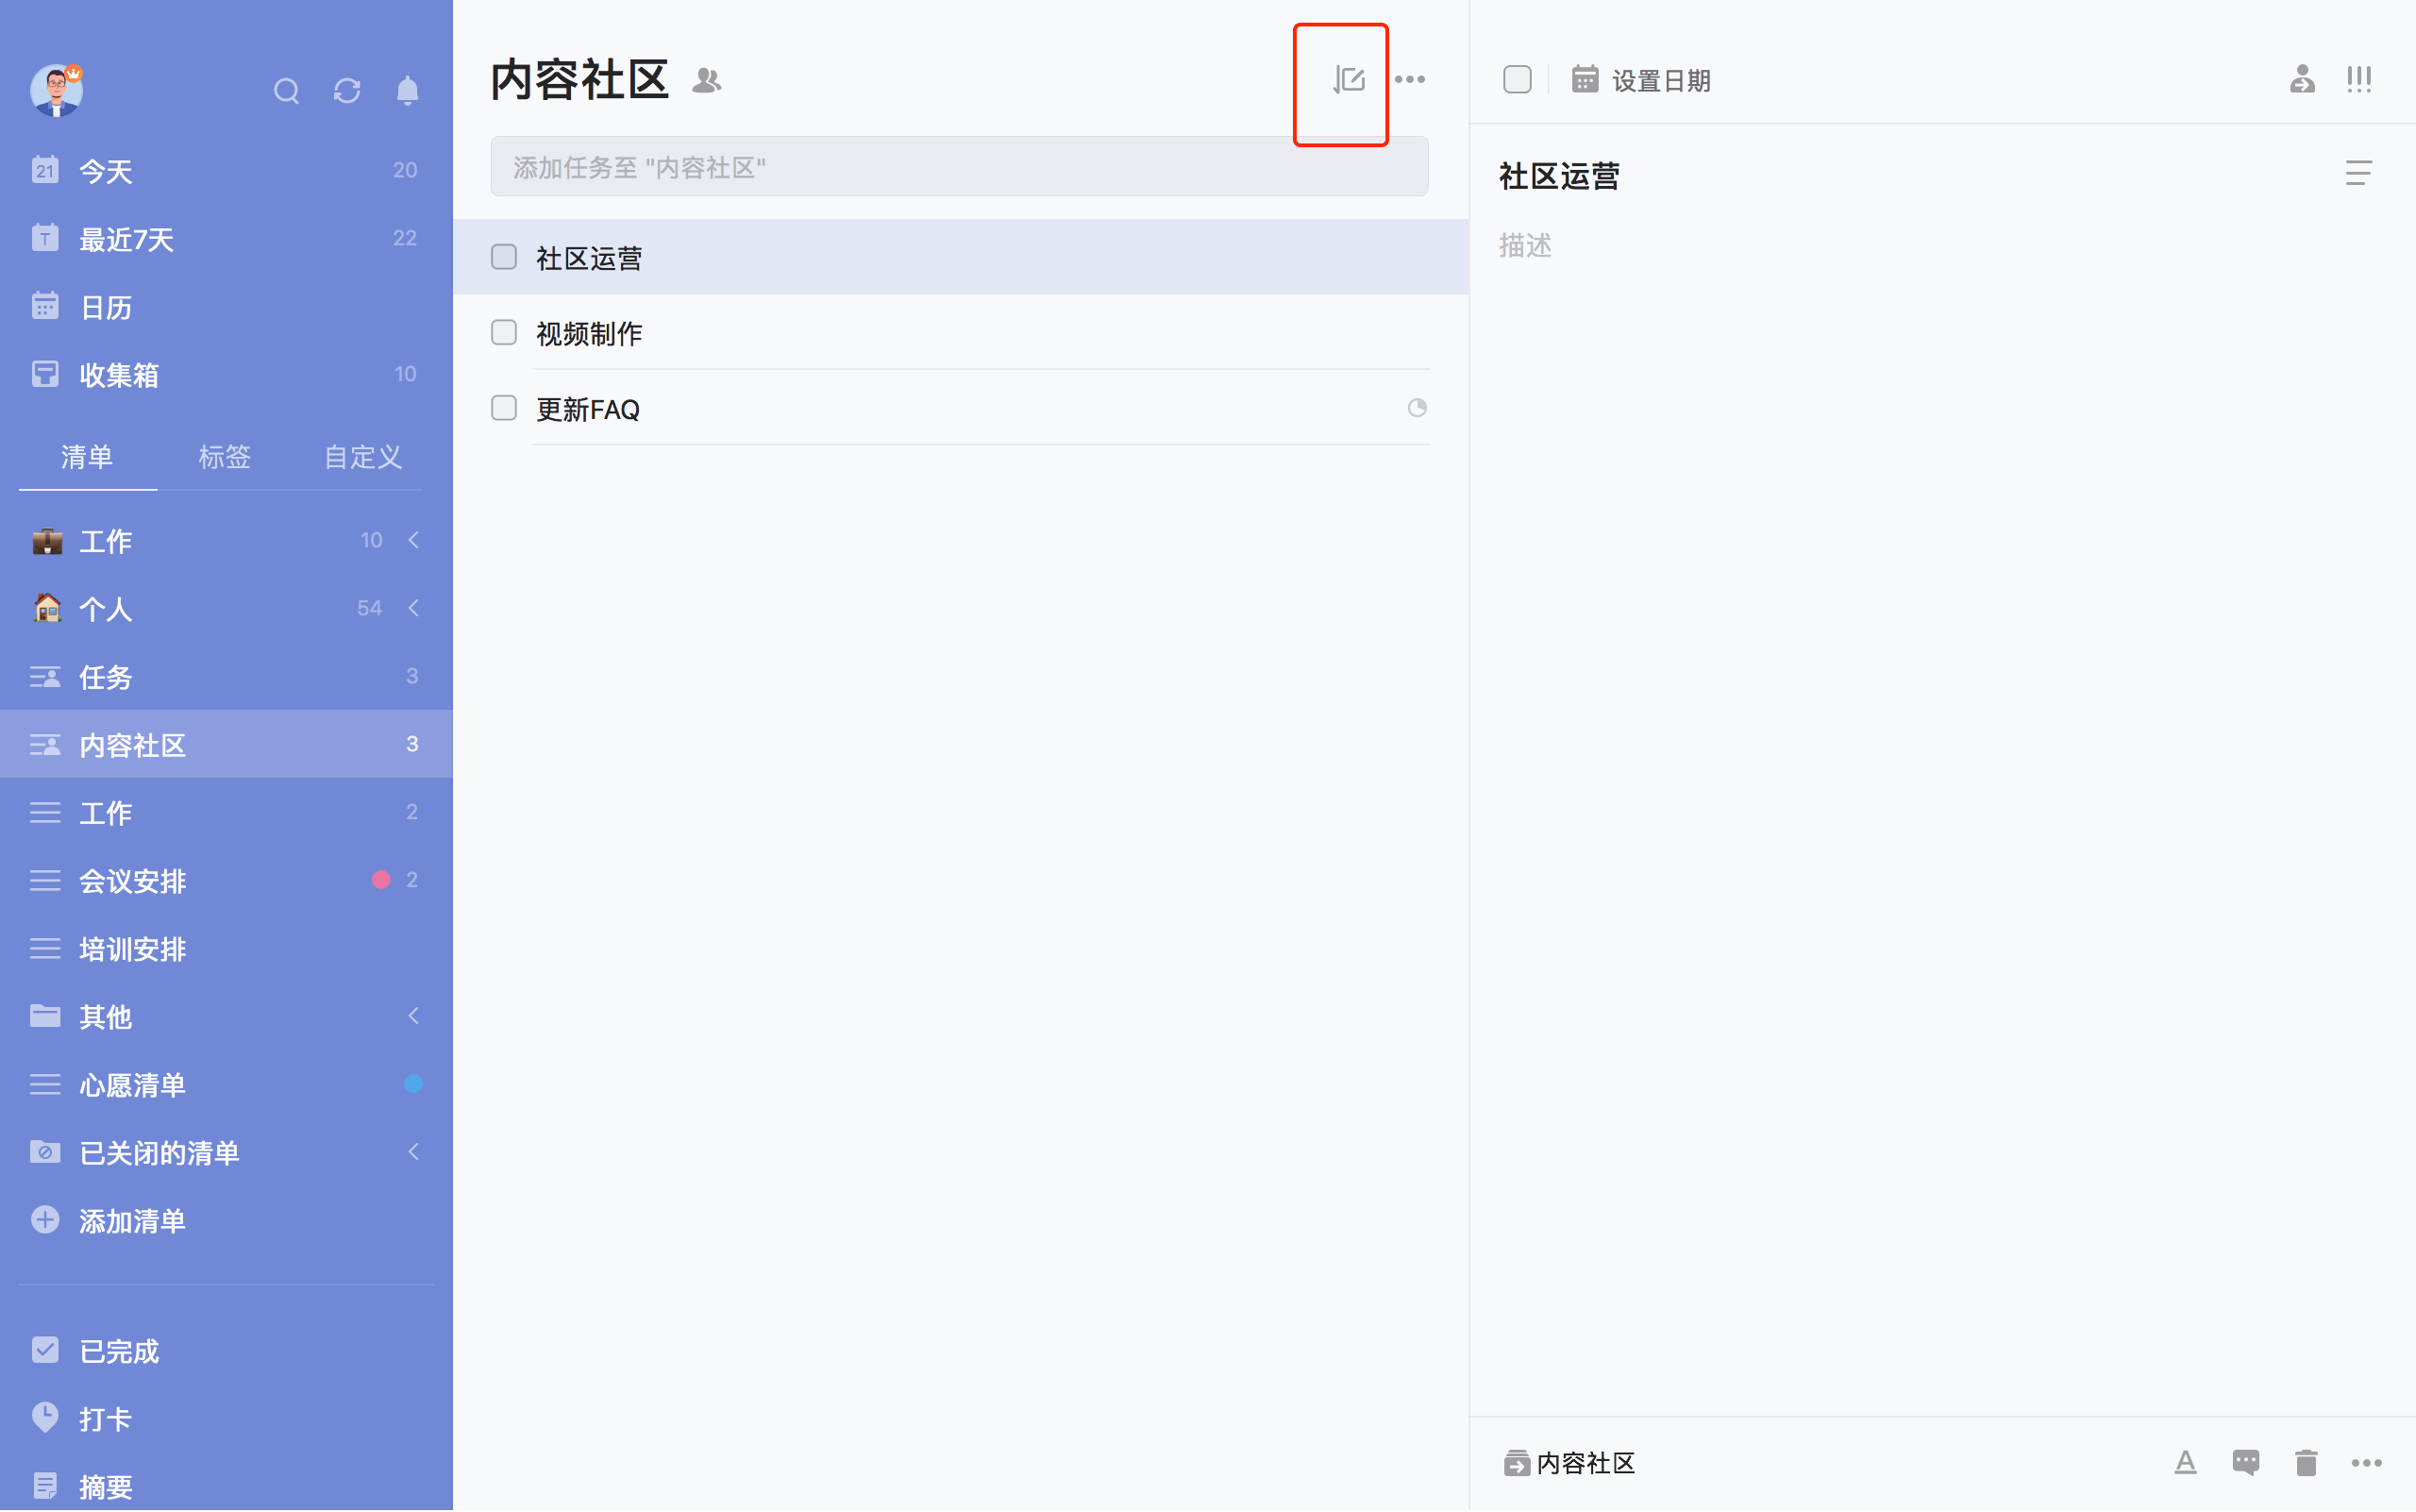 21 今天 20
T 最近7天 22
日历
收集箱 10
清单 标签 自定义
工作 10
个人 54
任务 3
内容社区 3
工作 2
会议安排 2
培训安排
其他
心愿清单
已关闭的清单
添加清单
已完成
打卡
摘要
内容社区
添加任务至 "内容社区"
社区运营
视频制作
更新FAQ
设置日期
社区运营
描述
内容社区
A